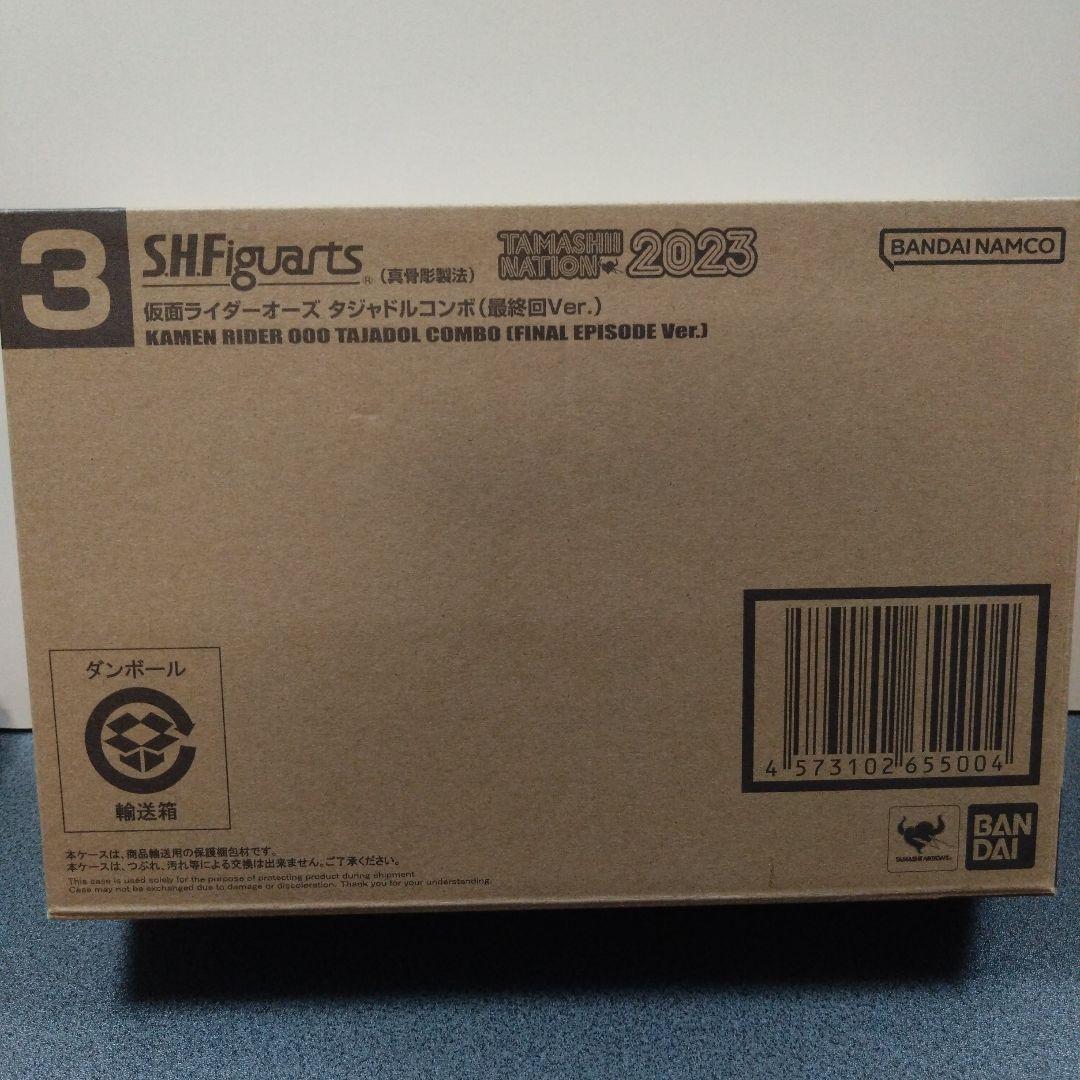 3
S.H.Figuarts® (真骨彫製法)
TAMASHII NATION 2023
BANDAI NAMCO
仮面ライダーオーズ タジャドルコンボ(最終回Ver.)
KAMEN RIDER OOO TAJADOL COMBO (FINAL EPISODE Ver.)
ダンボール
輸送箱
4 573102 655004
TAMASHII NATIONS
BAN
DAI
本ケースは、商品輸送用の保護梱包材です。
本ケースは、つぶれ、汚れ等による交換は出来ません。ご了承ください。
This case is used solely for the purpose of protecting product during shipment.
Case may not be exchanged due to damage or discoloration. Thank you for your understanding.